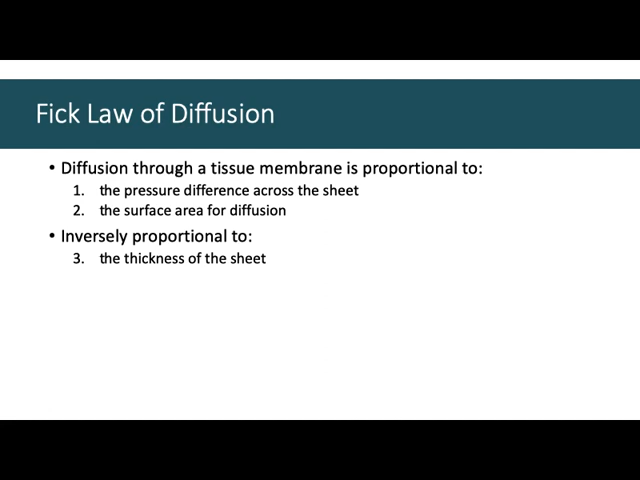 Fick Law of Diffusion
• Diffusion through a tissue membrane is proportional to:
1. the pressure difference across the sheet
2. the surface area for diffusion
• Inversely proportional to:
3. the thickness of the sheet